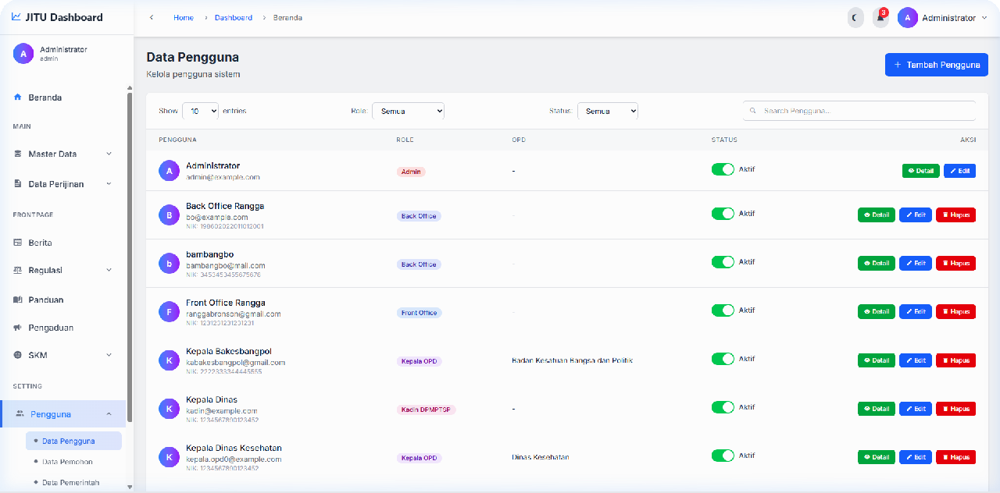 JITU Dashboard
Home > Dashboard > Beranda
3
A Administrator
A
Administrator
admin
Beranda
MAIN
Master Data
Data Perijinan
FRONTPAGE
Berita
Regulasi
Panduan
Pengaduan
SKM
SETTING
Pengguna
Data Pengguna
Data Pemohon
Data Pemerintah
Data Pengguna
Kelola pengguna sistem
+ Tambah Pengguna
Show 10 entries Role: Semua Status: Semua Search Pengguna...
PENGGUNA ROLE OPD STATUS AKSI
A Administrator
admin@example.com
Admin - Aktif Detail Edit
B Back Office Rangga
bo@example.com
NIK: 198602022011012001
Back Office - Aktif Detail Edit Hapus
b bambangbo
bambangbo@mail.com
NIK: 3453453455675678
Back Office - Aktif Detail Edit Hapus
F Front Office Rangga
ranggabronson@gmail.com
NIK: 1231231231231231
Front Office - Aktif Detail Edit Hapus
K Kepala Bakesbangpol
kabakesbangpol@gmail.com
NIK: 2222333344445555
Kepala OPD Badan Kesatuan Bangsa dan Politik Aktif Detail Edit Hapus
K Kepala Dinas
kadin@example.com
NIK: 1234567890123452
Kadin DPMPTSP - Aktif Detail Edit Hapus
K Kepala Dinas Kesehatan
kepala.opd0@example.com
NIK: 1234567890123452
Kepala OPD Dinas Kesehatan Aktif Detail Edit Hapus